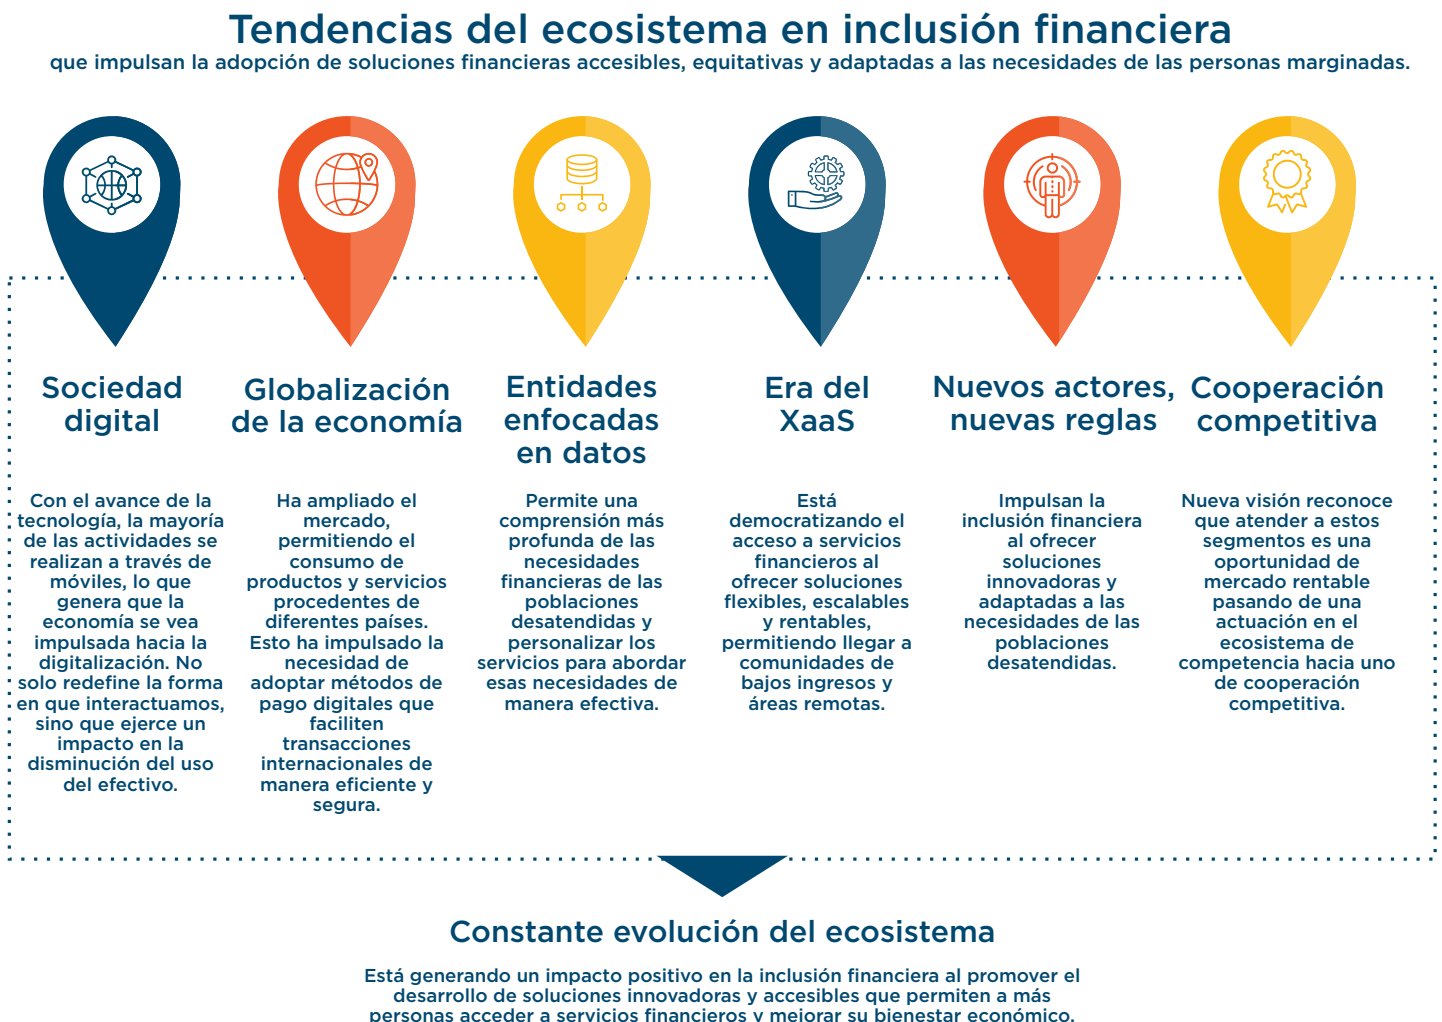 Tendencias del ecosistema en inclusión financiera
que impulsan la adopción de soluciones financieras accesibles, equitativas y adaptadas a las necesidades de las personas marginadas.
Sociedad
digital
Con el avance de la
tecnología, la mayoría
de las actividades se
realizan a través de
móviles, lo que
genera que la
economía se vea
impulsada hacia la
digitalización. No
solo redefine la forma
en que interactuamos,
sino que ejerce un
impacto en la
disminución del uso
del efectivo.
Globalización
de la economía
Ha ampliado el
mercado,
permitiendo el
consumo de
productos y servicios
procedentes de
diferentes países.
Esto ha impulsado la
necesidad de
adoptar métodos de
pago digitales que
faciliten
transacciones
internacionales de
manera eficiente y
segura.
Entidades
enfocadas
en datos
Permite una
comprensión más
profunda de las
necesidades
financieras de las
poblaciones
desatendidas y
personalizar los
servicios para abordar
esas necesidades de
manera efectiva.
Era del
XaaS
Está
democratizando el
acceso a servicios
financieros al
ofrecer soluciones
flexibles, escalables
y rentables,
permitiendo llegar a
comunidades de
bajos ingresos y
áreas remotas.
Nuevos actores,
nuevas reglas
Impulsan la
inclusión financiera
al ofrecer
soluciones
innovadoras y
adaptadas a las
necesidades de las
poblaciones
desatendidas.
Cooperación
competitiva
Nueva visión reconoce
que atender a estos
segmentos es una
oportunidad de
mercado rentable
pasando de una
actuación en el
ecosistema de
competencia hacia uno
de cooperación
competitiva.
Constante evolución del ecosistema
Está generando un impacto positivo en la inclusión financiera al promover el
desarrollo de soluciones innovadoras y accesibles que permiten a más
personas acceder a servicios financieros y mejorar su bienestar económico.